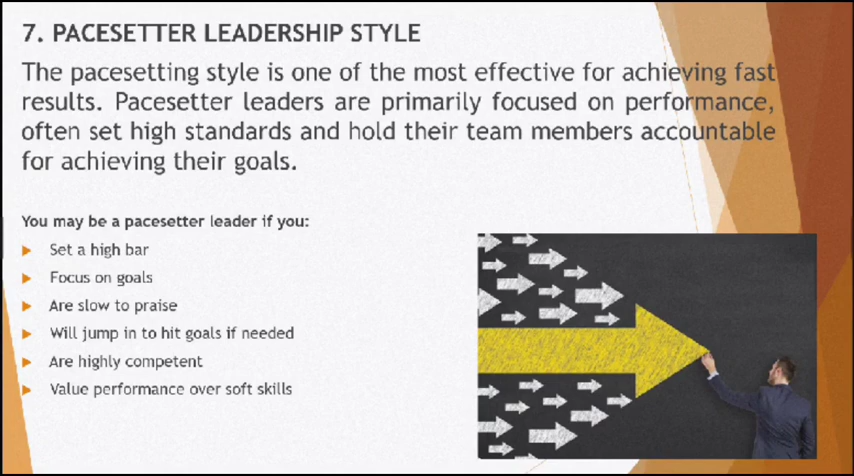 7. PACESETTER LEADERSHIP STYLE
The pacesetting style is one of the most effective for achieving fast
results. Pacesetter leaders are primarily focused on performance,
often set high standards and hold their team members accountable
for achieving their goals.
You may be a pacesetter leader if you:
Set a high bar
Focus on goals
Are slow to praise
Will jump in to hit goals if needed
Are highly competent
Value performance over soft skills